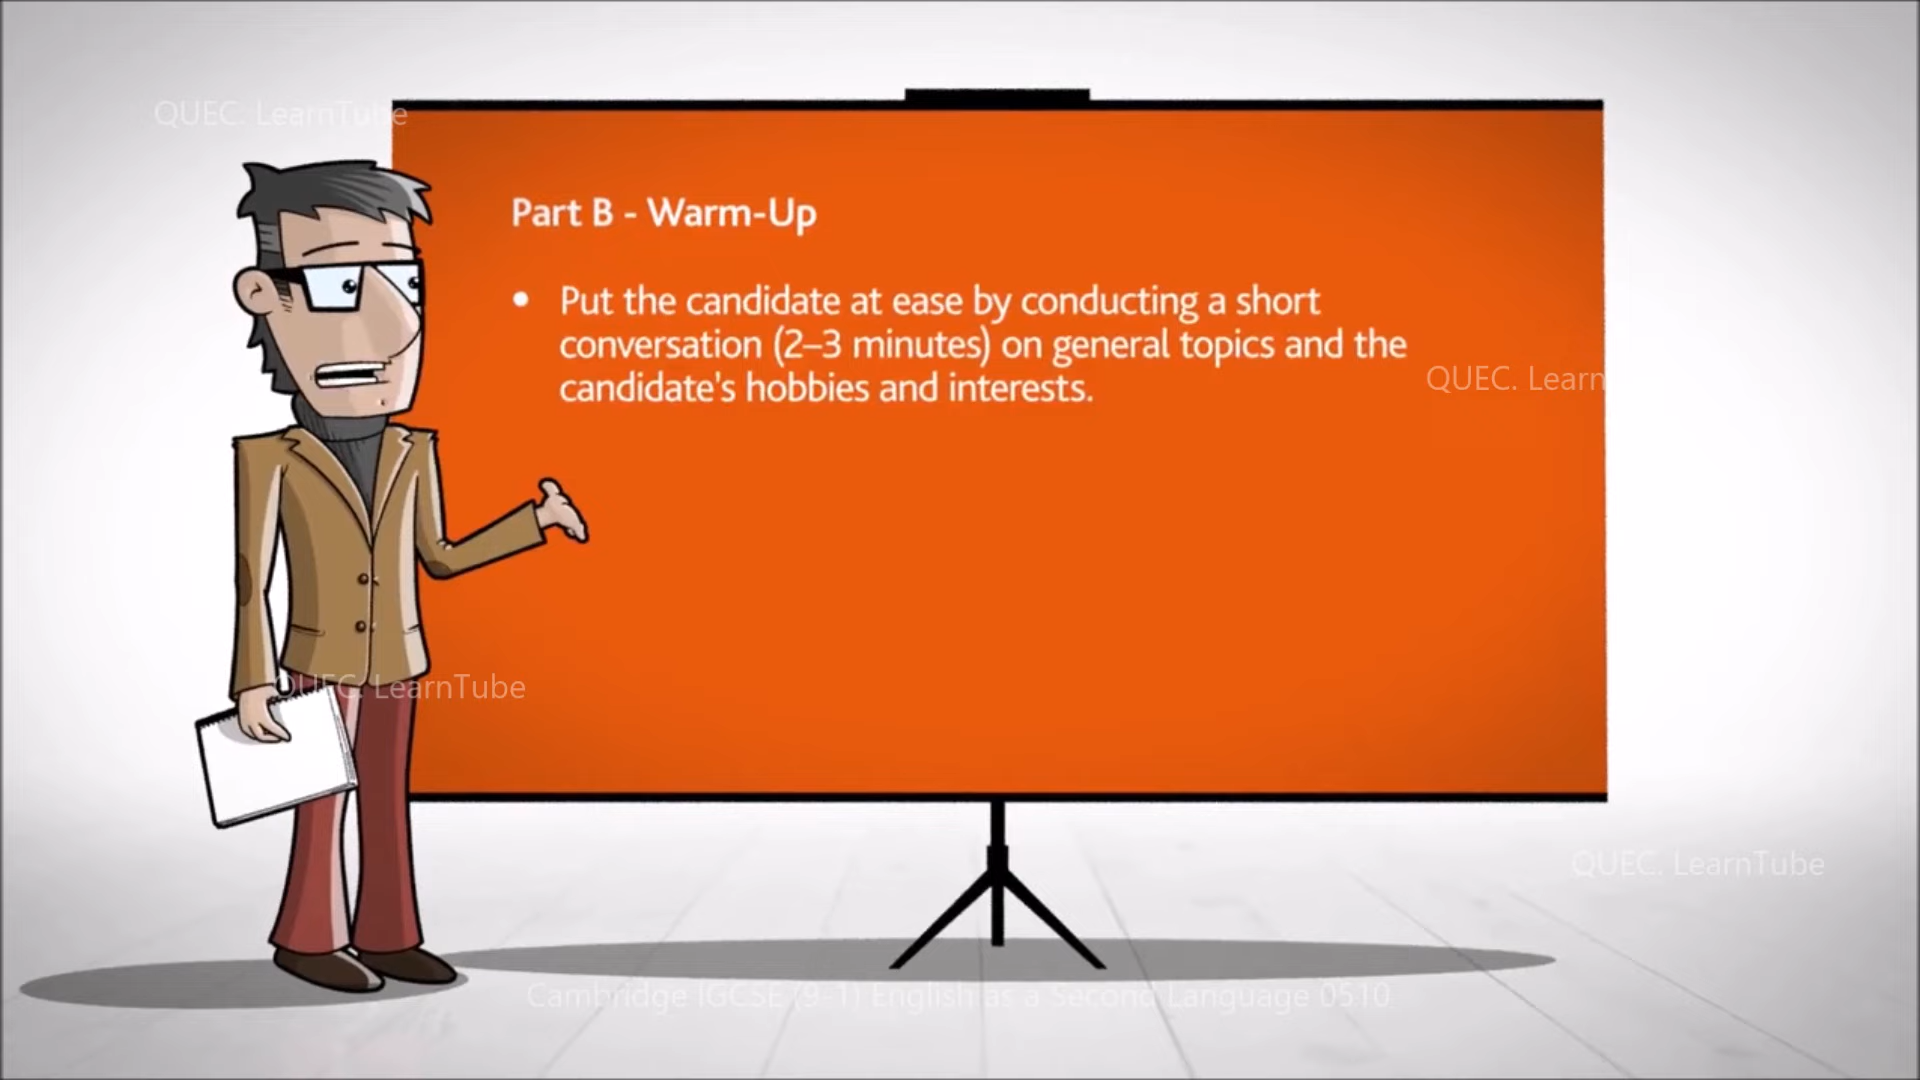 QUEC. LearnTube
Part B - Warm-Up
• Put the candidate at ease by conducting a short
conversation (2–3 minutes) on general topics and the
candidate's hobbies and interests.
QUEC. Learn
QUEC. LearnTube
QUEC. LearnTube
Cambridge IGCSE (9-1) English as a Second Language 0510